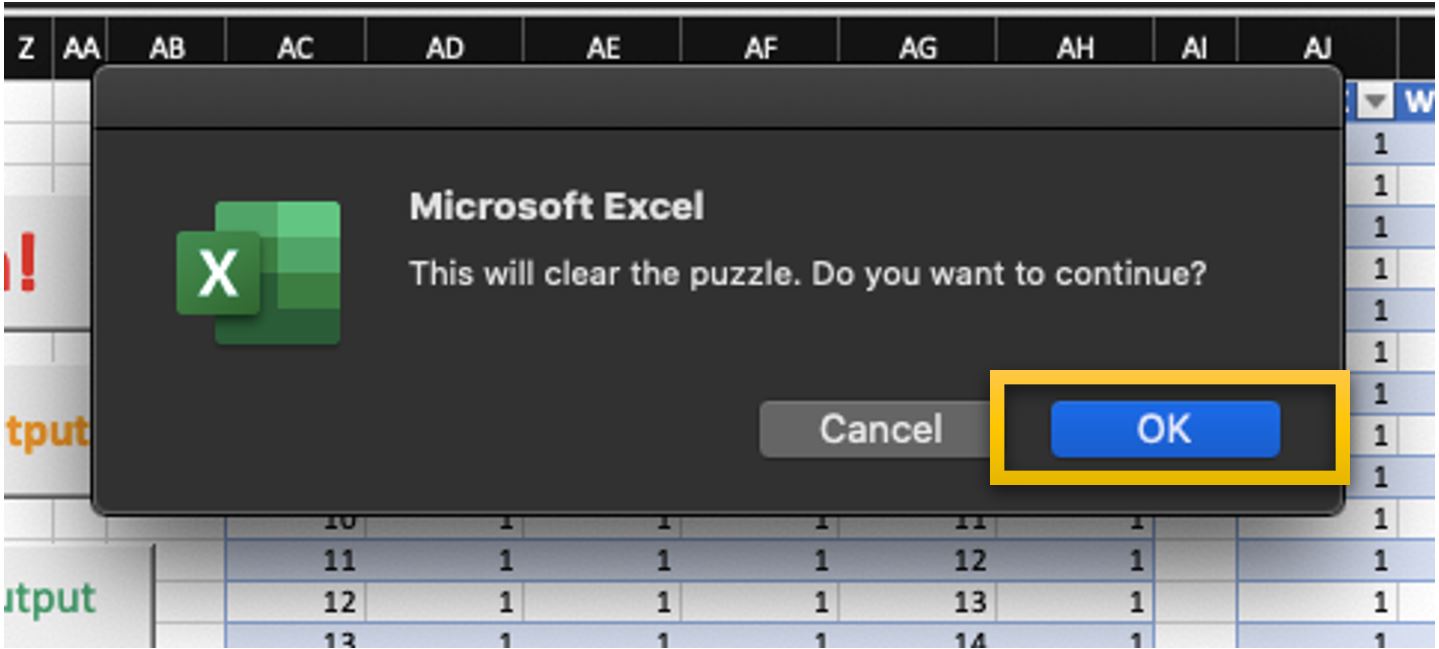 Z AA AB AC AD AE AF AG AH AI AJ
W
1
1
1
!
Microsoft Excel
X
This will clear the puzzle. Do you want to continue?
1
1
1
1
tput
Cancel OK
1
1
10 1 1 1 11 1 1
11 1 1 1 12 1 1
utput
12 1 1 1 13 1 1
13 1 1 1 14 1 1